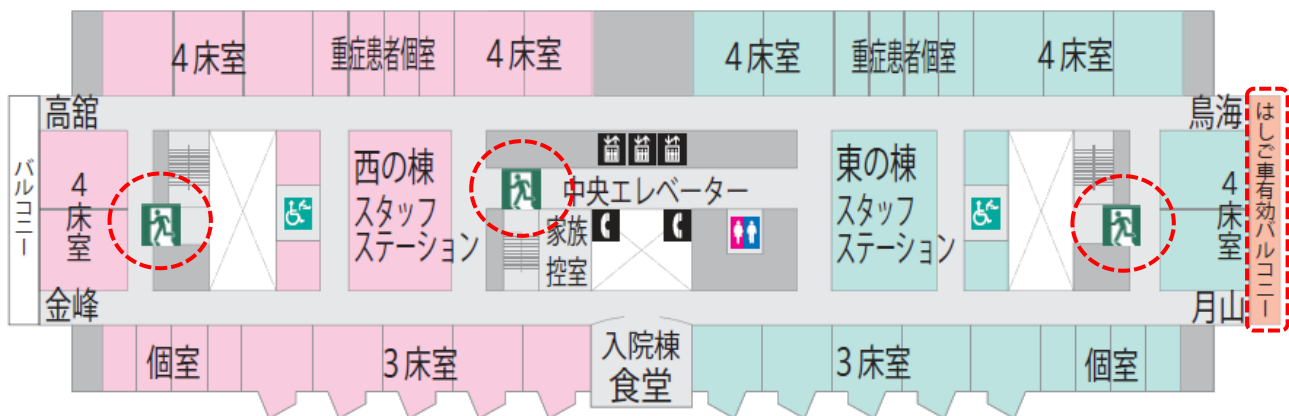 4床室
重症患者個室
4床室
4床室
重症患者個室
4床室
高舘
鳥海
バルコニー
4
床
室
西の棟
スタッフ
ステーション
中央エレベーター
家族
控室
東の棟
スタッフ
ステーション
4
床
室
はしご車有効バルコニー
金峰
月山
個室
3床室
入院棟
食堂
3床室
個室